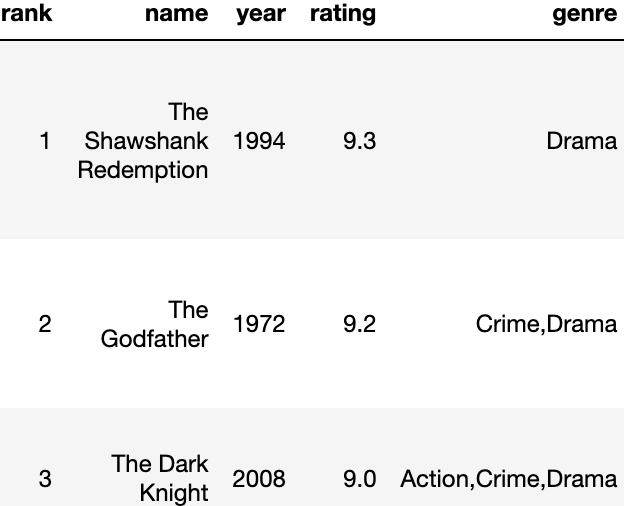 rank name year rating genre
1 The Shawshank Redemption 1994 9.3 Drama
2 The Godfather 1972 9.2 Crime,Drama
3 The Dark Knight 2008 9.0 Action,Crime,Drama